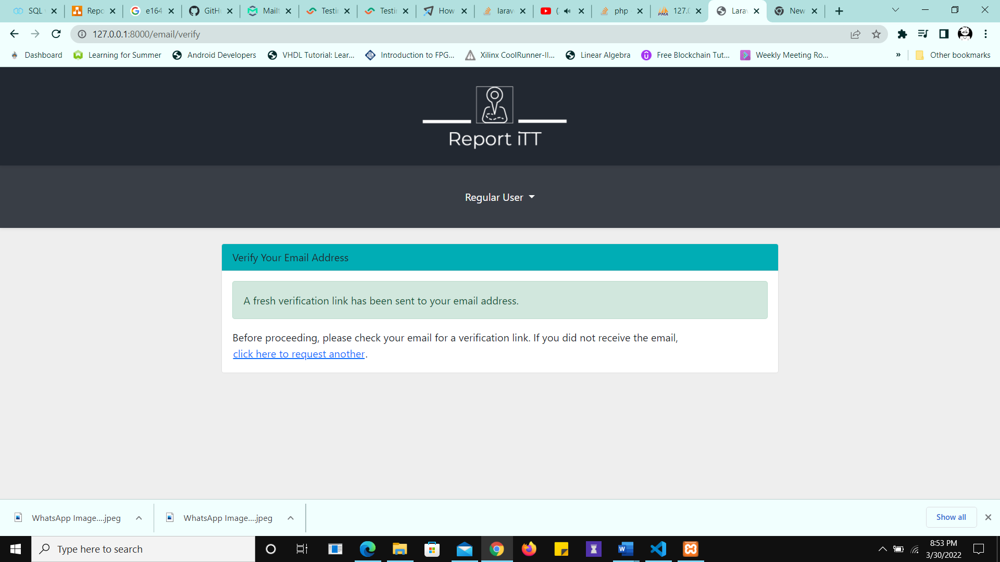 SQL
Repo
e164
GitH
Mailt
Testin
Testin
How
larav
(
php
127.0
Larav
New
127.0.0.1:8000/email/verify
Dashboard
Learning for Summer
Android Developers
VHDL Tutorial: Lear...
Introduction to FPG...
Xilinx CoolRunner-II...
Linear Algebra
Free Blockchain Tut...
Weekly Meeting Ro...
»
Other bookmarks
Report iTT
Regular User
Verify Your Email Address
A fresh verification link has been sent to your email address.
Before proceeding, please check your email for a verification link. If you did not receive the email,
click here to request another.
WhatsApp Image....jpeg
WhatsApp Image....jpeg
Show all
Type here to search
8:53 PM
3/30/2022